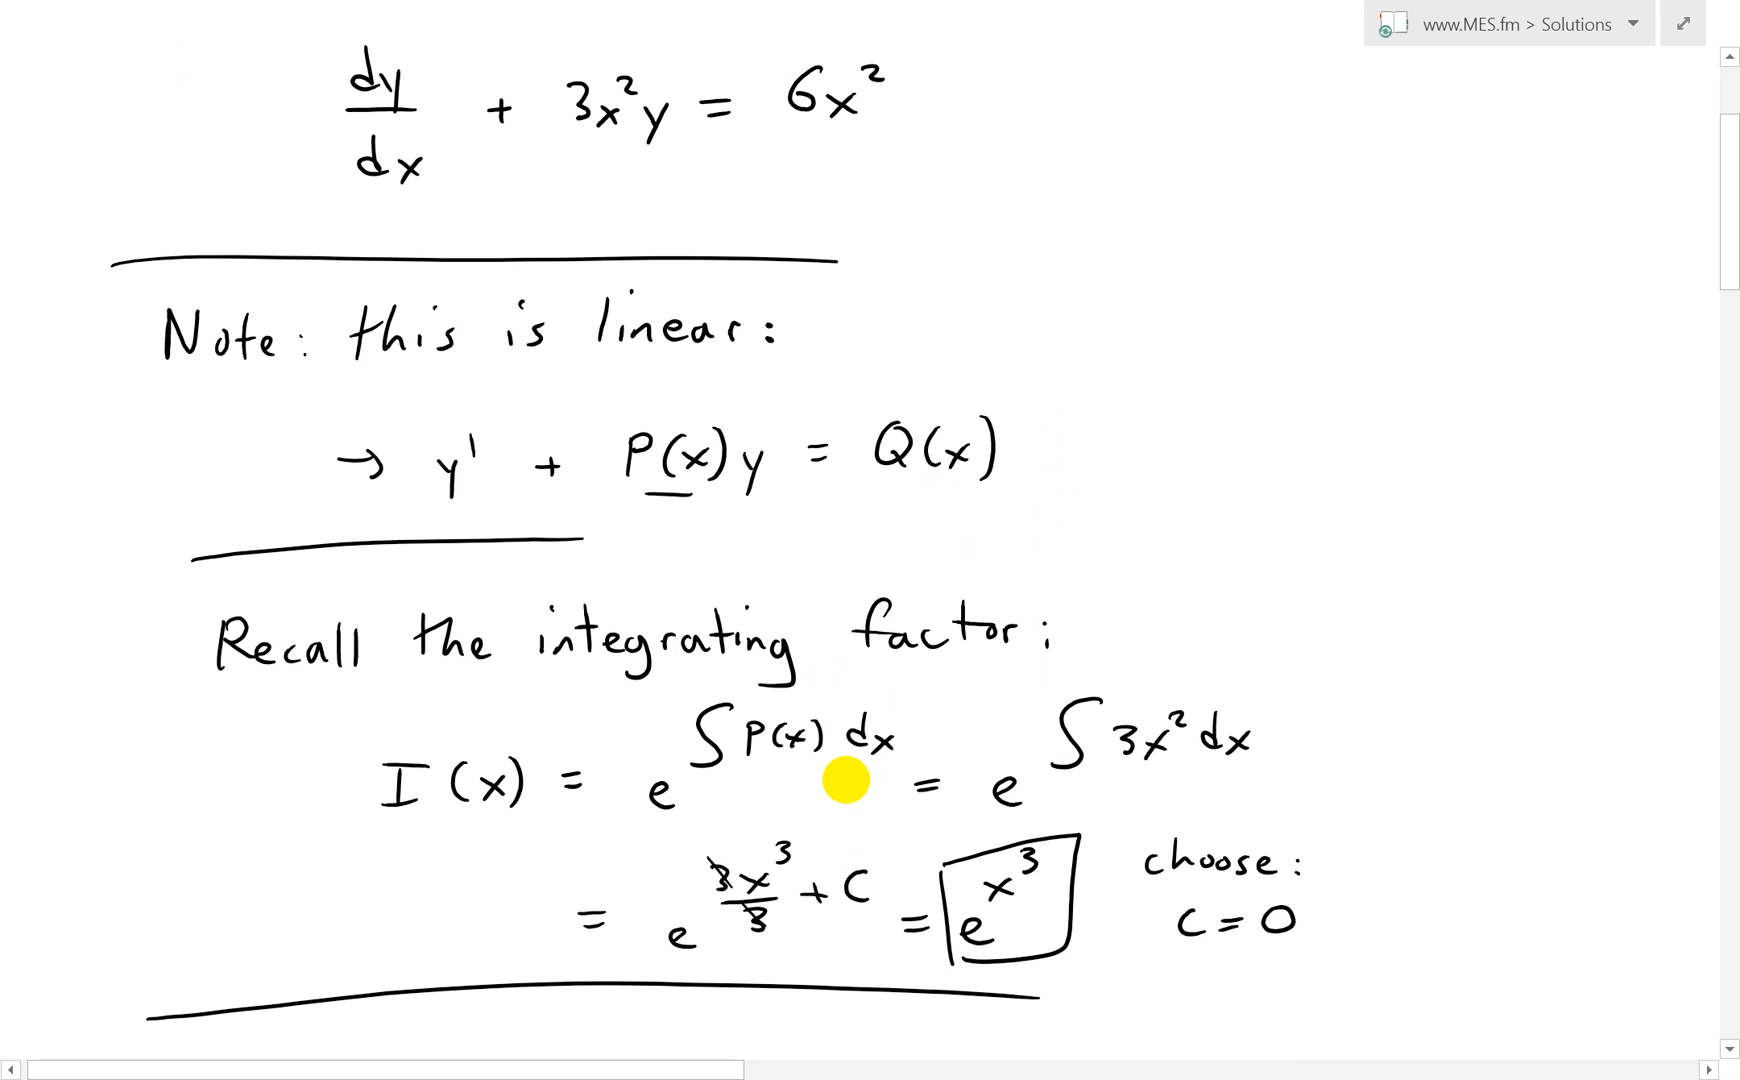 www.MES.fm > Solutions
dy/dx + 3x²y = 6x²
Note: this is linear:
→ y' + P(x)y = Q(x)
Recall the integrating factor:
I(x) = e^{∫P(x) dx} = e^{∫3x² dx}
= e^{3x³/3 + C} = e^{x³} choose:
C = 0